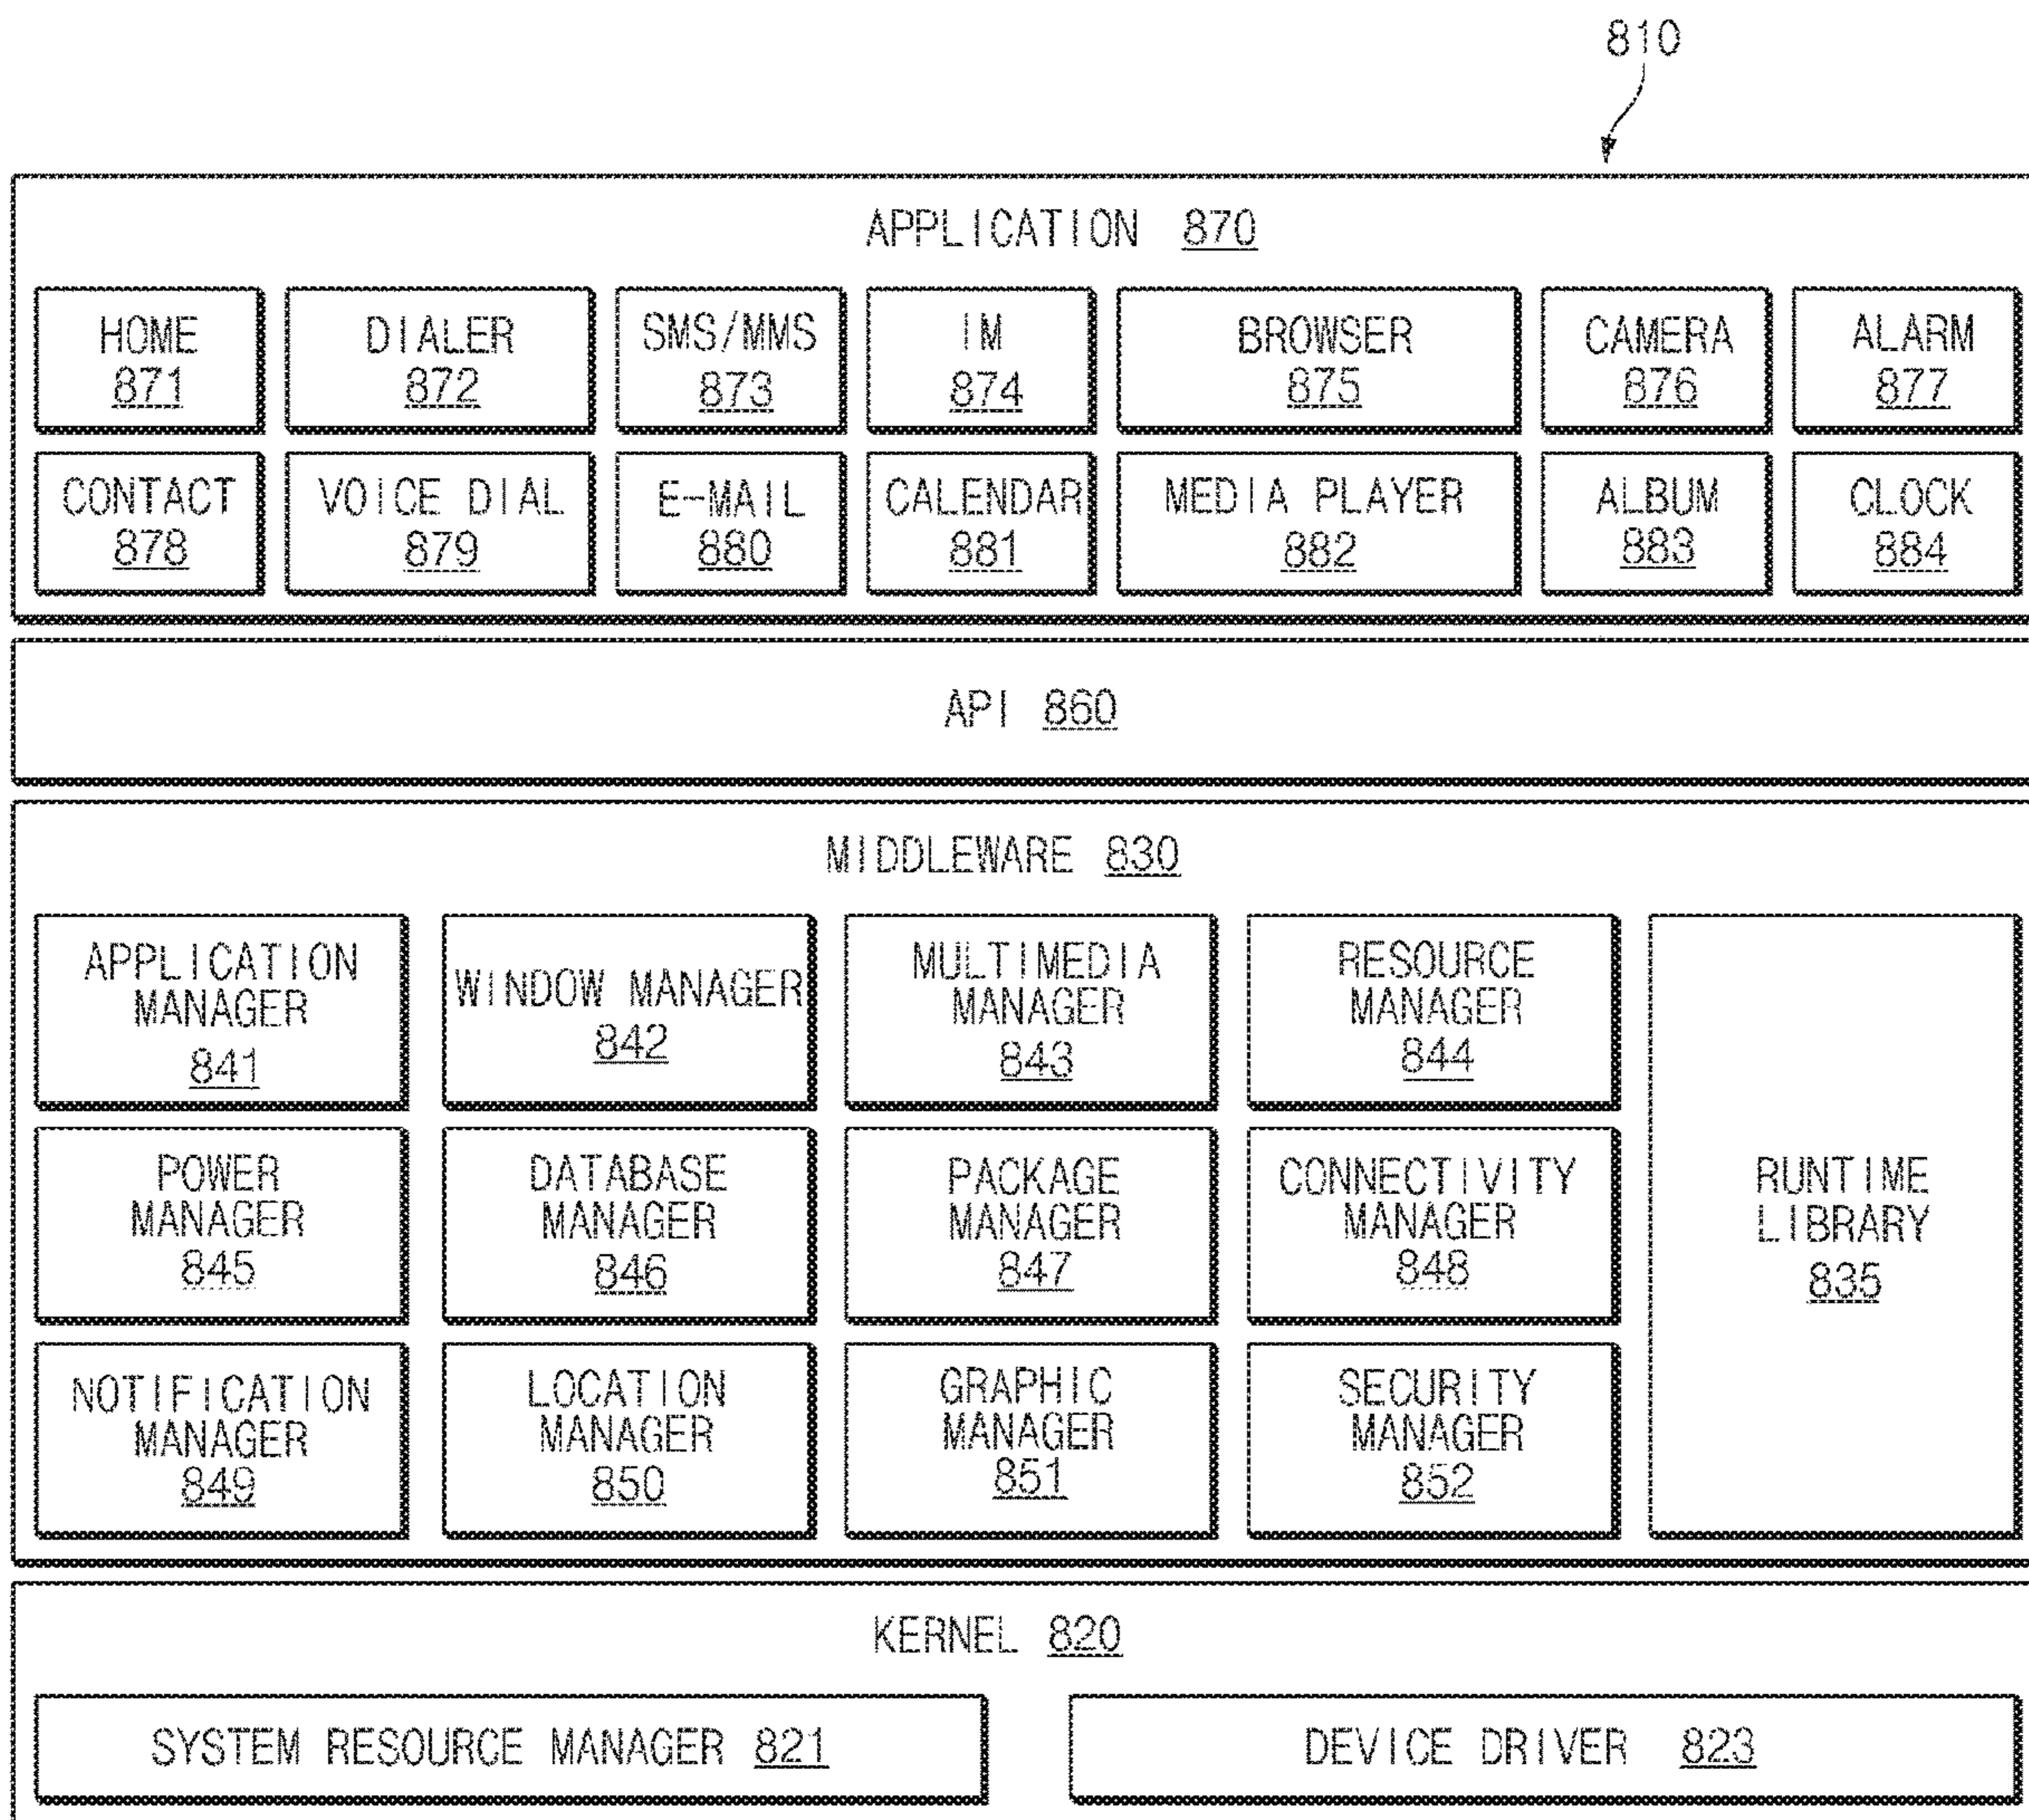 810
APPLICATION 870
HOME
871
DIALER
872
SMS/MMS
873
IM
874
BROWSER
875
CAMERA
876
ALARM
877
CONTACT
878
VOICE DIAL
879
E-MAIL
880
CALENDAR
881
MEDIA PLAYER
882
ALBUM
883
CLOCK
884
API 860
MIDDLEWARE 830
APPLICATION
MANAGER
841
WINDOW MANAGER
842
MULTIMEDIA
MANAGER
843
RESOURCE
MANAGER
844
POWER
MANAGER
845
DATABASE
MANAGER
846
PACKAGE
MANAGER
847
CONNECTIVITY
MANAGER
848
NOTIFICATION
MANAGER
849
LOCATION
MANAGER
850
GRAPHIC
MANAGER
851
SECURITY
MANAGER
852
RUNTIME
LIBRARY
835
KERNEL 820
SYSTEM RESOURCE MANAGER 821
DEVICE DRIVER 823